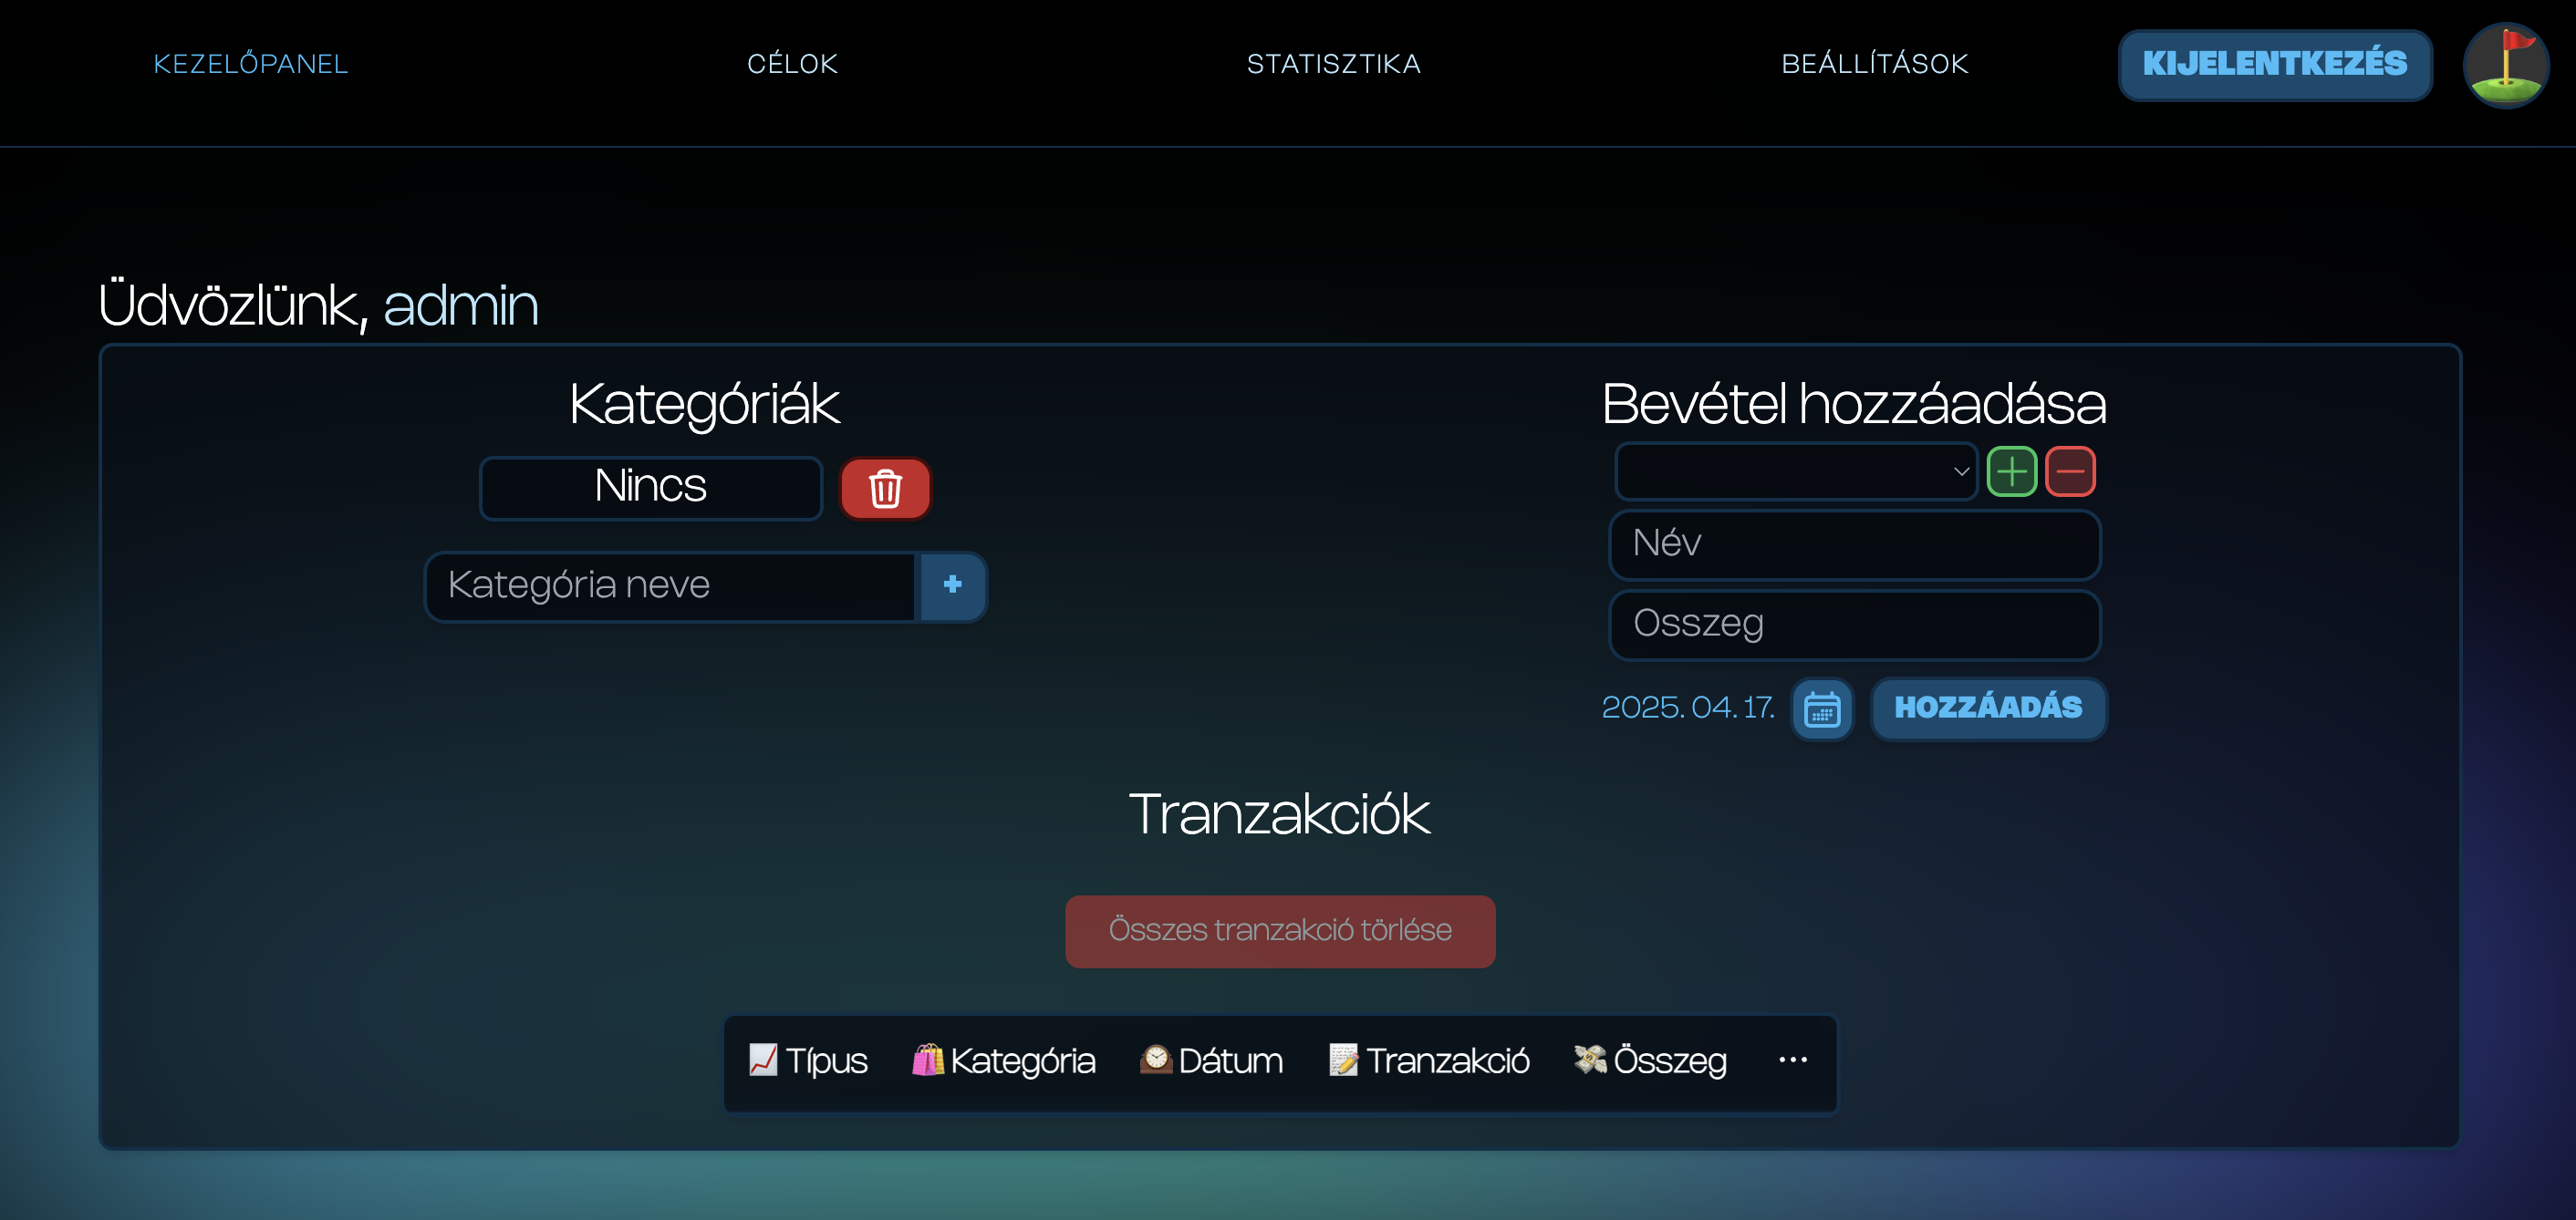 KEZELŐPANEL CÉLOK STATISZTIKA BEÁLLÍTÁSOK KIJELENTKEZÉS
Üdvözlünk, admin
Kategóriák
Nincs
Kategória neve +
Bevétel hozzáadása
Név
Összeg
2025. 04. 17. HOZZÁADÁS
Tranzakciók
Összes tranzakció törlése
Típus Kategória Dátum Tranzakció Összeg ...